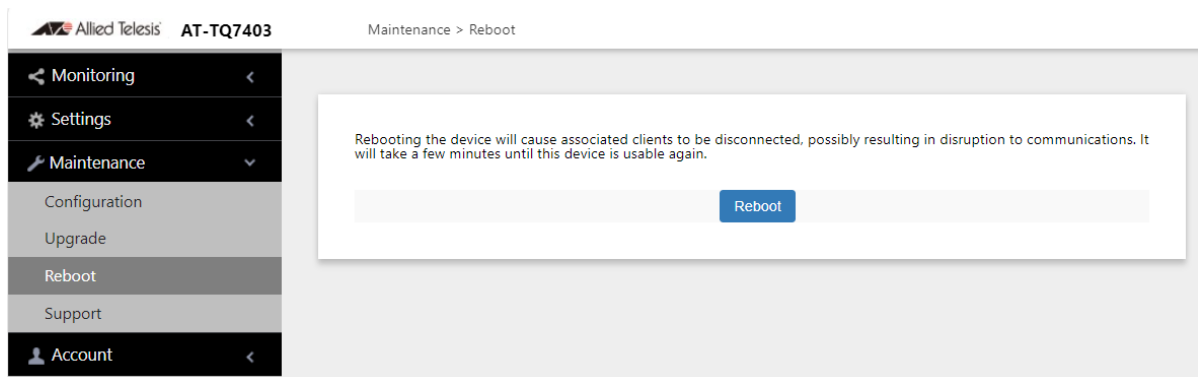 Allied Telesis AT-TQ7403 Maintenance > Reboot
Monitoring
Settings
Rebooting the device will cause associated clients to be disconnected, possibly resulting in disruption to communications. It
will take a few minutes until this device is usable again.
Maintenance
Configuration
Reboot
Upgrade
Reboot
Support
Account